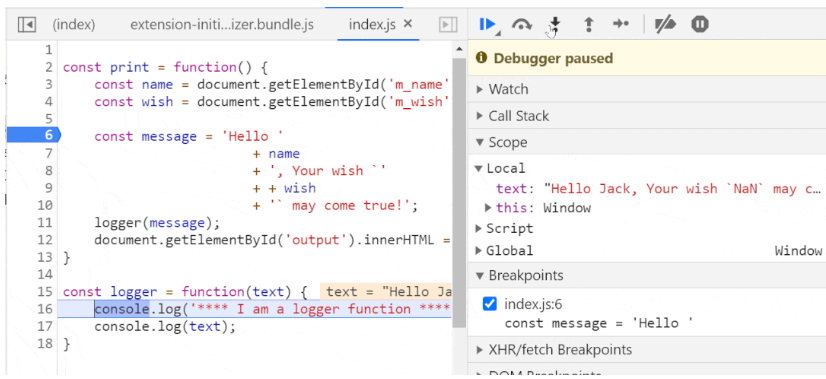 (index)
extension-initi...izer.bundle.js
index.js ×
1
2 const print = function() {
3 const name = document.getElementById('m_name'
4 const wish = document.getElementById('m_wish'
5
6 const message = 'Hello '
7 + name
8 + ', Your wish `'
9 + + wish
10 + '` may come true!';
11 logger(message);
12 document.getElementById('output').innerHTML =
13 }
14
15 const logger = function(text) { text = "Hello Ja
16 console.log('**** I am a logger function ****
17 console.log(text);
18 }
Debugger paused
Watch
Call Stack
Scope
Local
text: "Hello Jack, Your wish `NaN` may c…
this: Window
Script
Global Window
Breakpoints
index.js:6
const message = 'Hello '
XHR/fetch Breakpoints
DOM Breakpoints